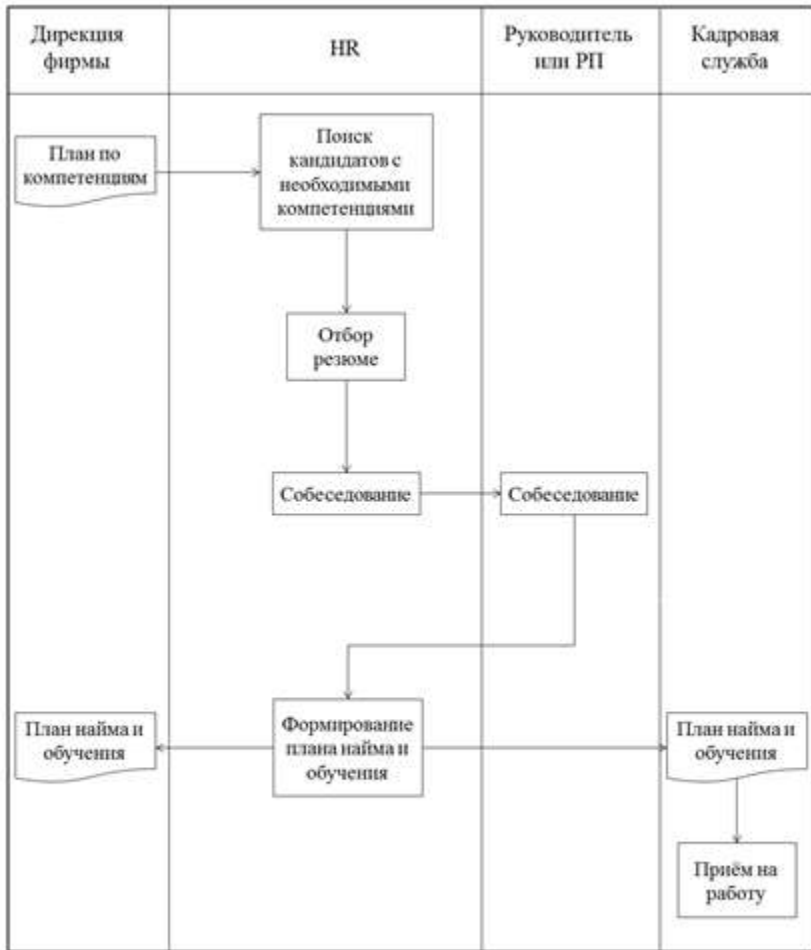 Дирекция
фирмы
HR
Руководитель
или РП
Кадровая
служба
План по
компетенциям
Поиск
кандидатов с
необходимыми
компетенциями
Отбор
резюме
Собеседование
Собеседование
План найма и
обучения
Формирование
плана найма и
обучения
План найма и
обучения
Приём на
работу